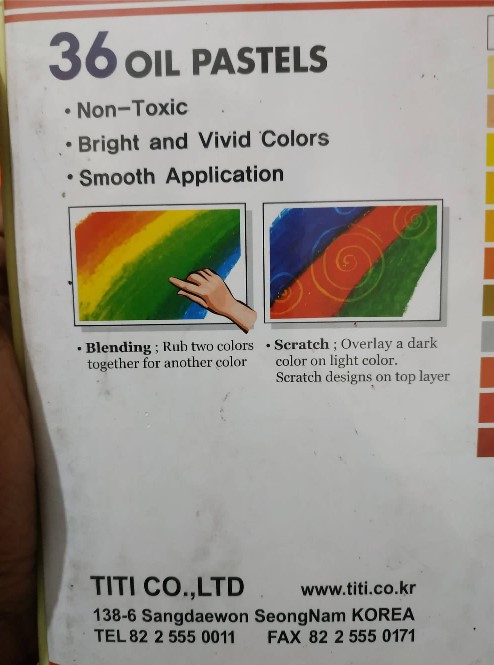 36 OIL PASTELS
• Non-Toxic
• Bright and Vivid Colors
• Smooth Application
• Blending ; Rub two colors
together for another color
• Scratch ; Overlay a dark
color on light color.
Scratch designs on top layer
TITI CO.,LTD www.titi.co.kr
138-6 Sangdaewon SeongNam KOREA
TEL 82 2 555 0011 FAX 82 2 555 0171